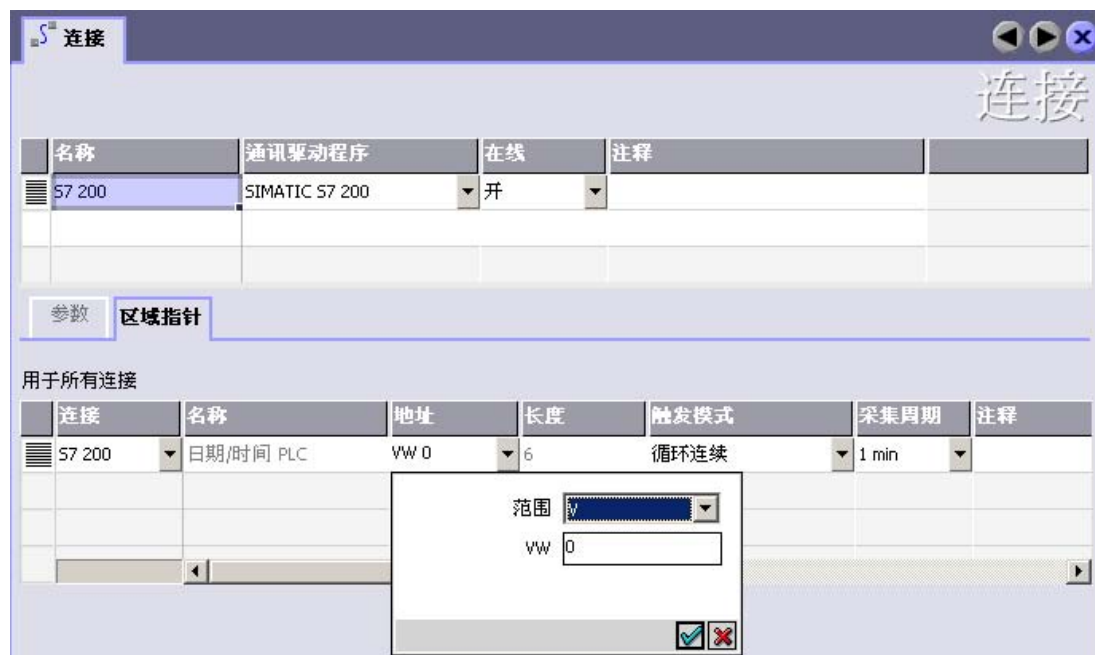 连接
连接
名称 通讯驱动程序 在线 注释
S7 200 SIMATIC S7 200 开
参数 区域指针
用于所有连接
连接 名称 地址 长度 触发模式 采集周期 注释
S7 200 日期/时间 PLC VW 0 6 循环连续 1 min
范围 V
VW 0